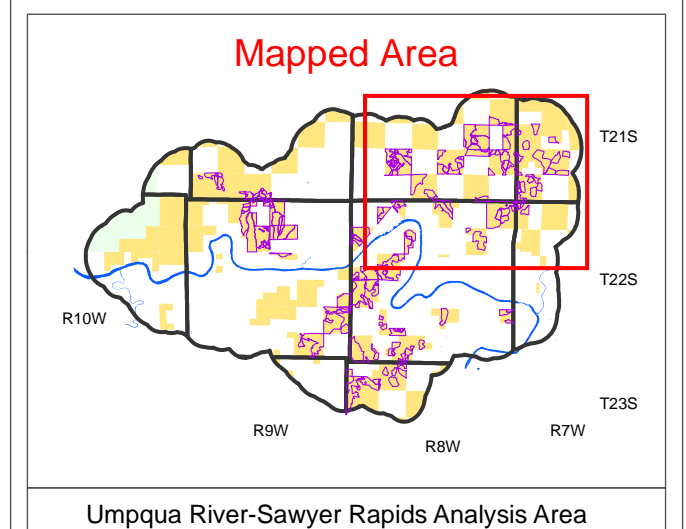 Mapped Area
T21S
T22S
R10W
T23S
R9W
R7W
R8W
Umpqua River-Sawyer Rapids Analysis Area